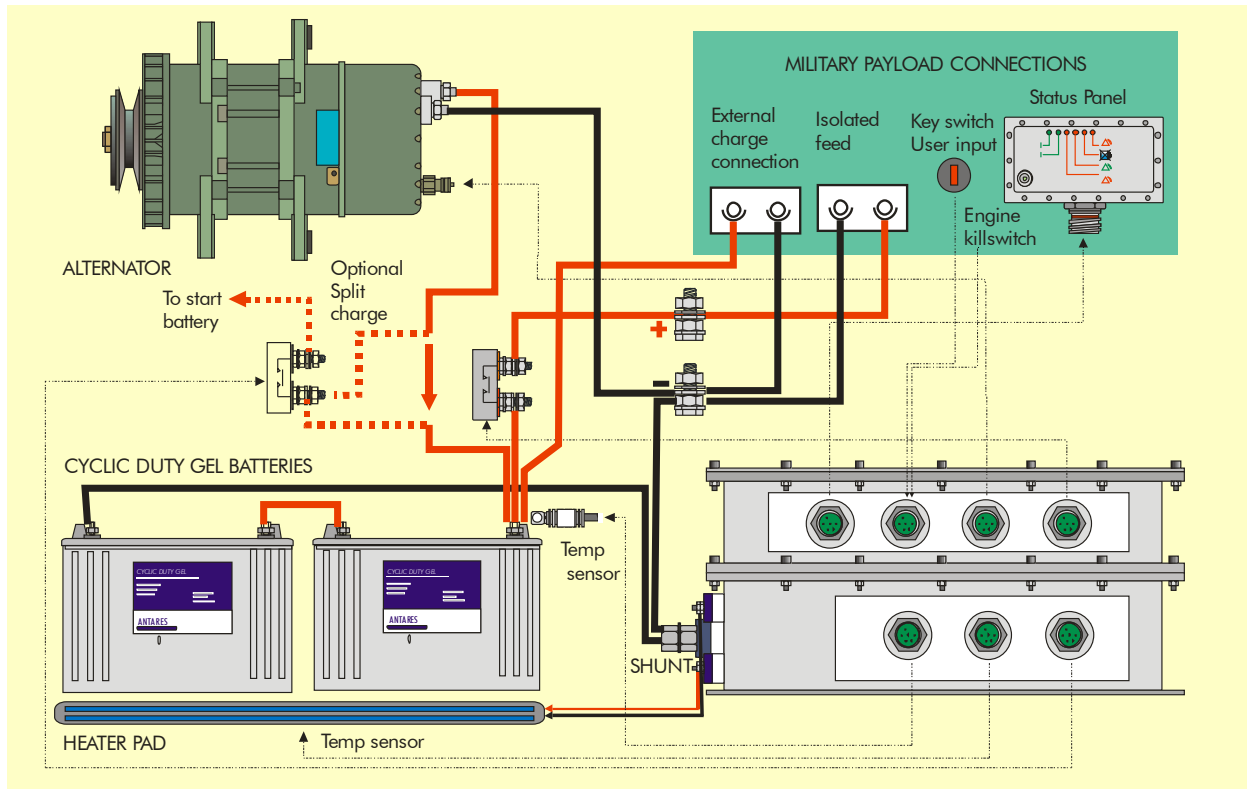 MILITARY PAYLOAD CONNECTIONS
Status Panel
External
charge
connection
Isolated
feed
Key switch
User input
Engine
killswitch
ALTERNATOR
Optional
Split
charge
To start
battery
+
-
CYCLIC DUTY GEL BATTERIES
CYCLIC DUTY GEL
ANTARES
CYCLIC DUTY GEL
ANTARES
Temp
sensor
SHUNT
HEATER PAD
Temp sensor